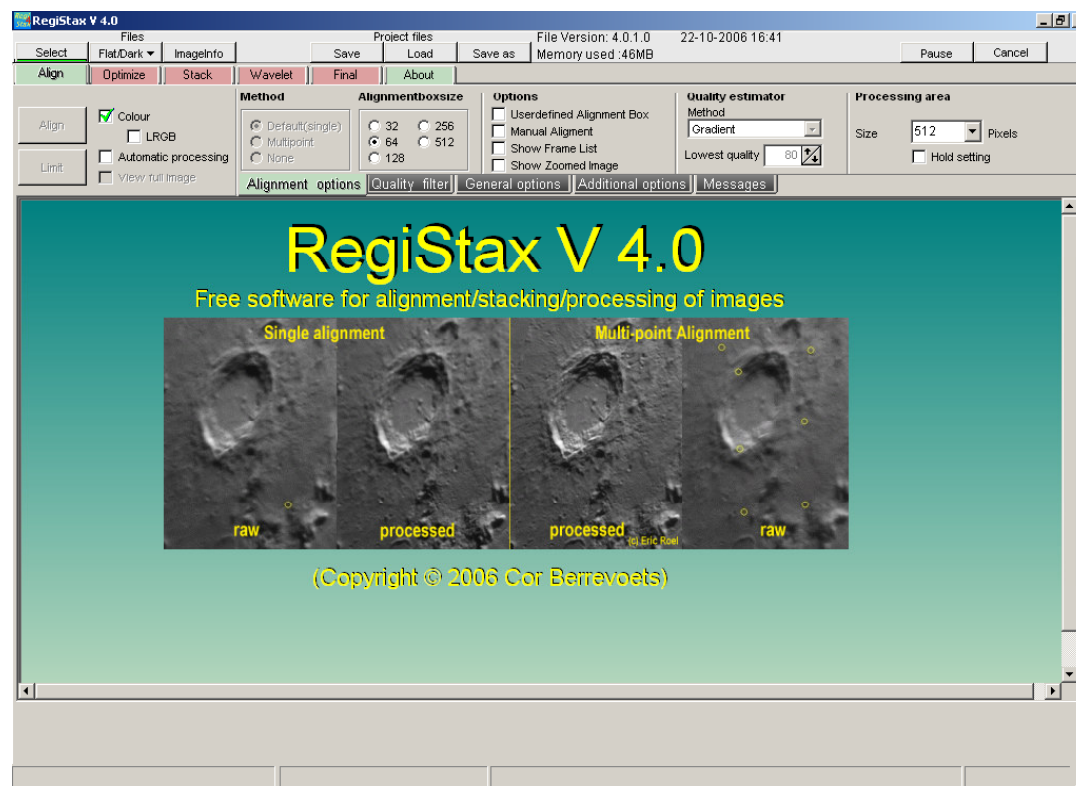 RegiStax V 4.0
Files
Project files
File Version: 4.0.1.0
22-10-2006 16:41
Select
Flat/Dark
ImageInfo
Save
Load
Save as
Memory used :46MB
Pause
Cancel
Align
Optimize
Stack
Wavelet
Final
About
Align
Limit
Colour
LRGB
Automatic processing
View full image
Method
Default(single)
Multipoint
None
Alignmentboxsize
32
256
64
512
128
Options
Userdefined Alignment Box
Manual Aligment
Show Frame List
Show Zoomed Image
Quality estimator
Method
Gradient
Lowest quality 80
Processing area
Size 512 Pixels
Hold setting
Alignment options
Quality filter
General options
Additional options
Messages
RegiStax V 4.0
Free software for alignment/stacking/processing of images
Single alignment
Multi-point Alignment
raw
processed
processed
(c) Eric Roel
raw
(Copyright © 2006 Cor Berrevoets)